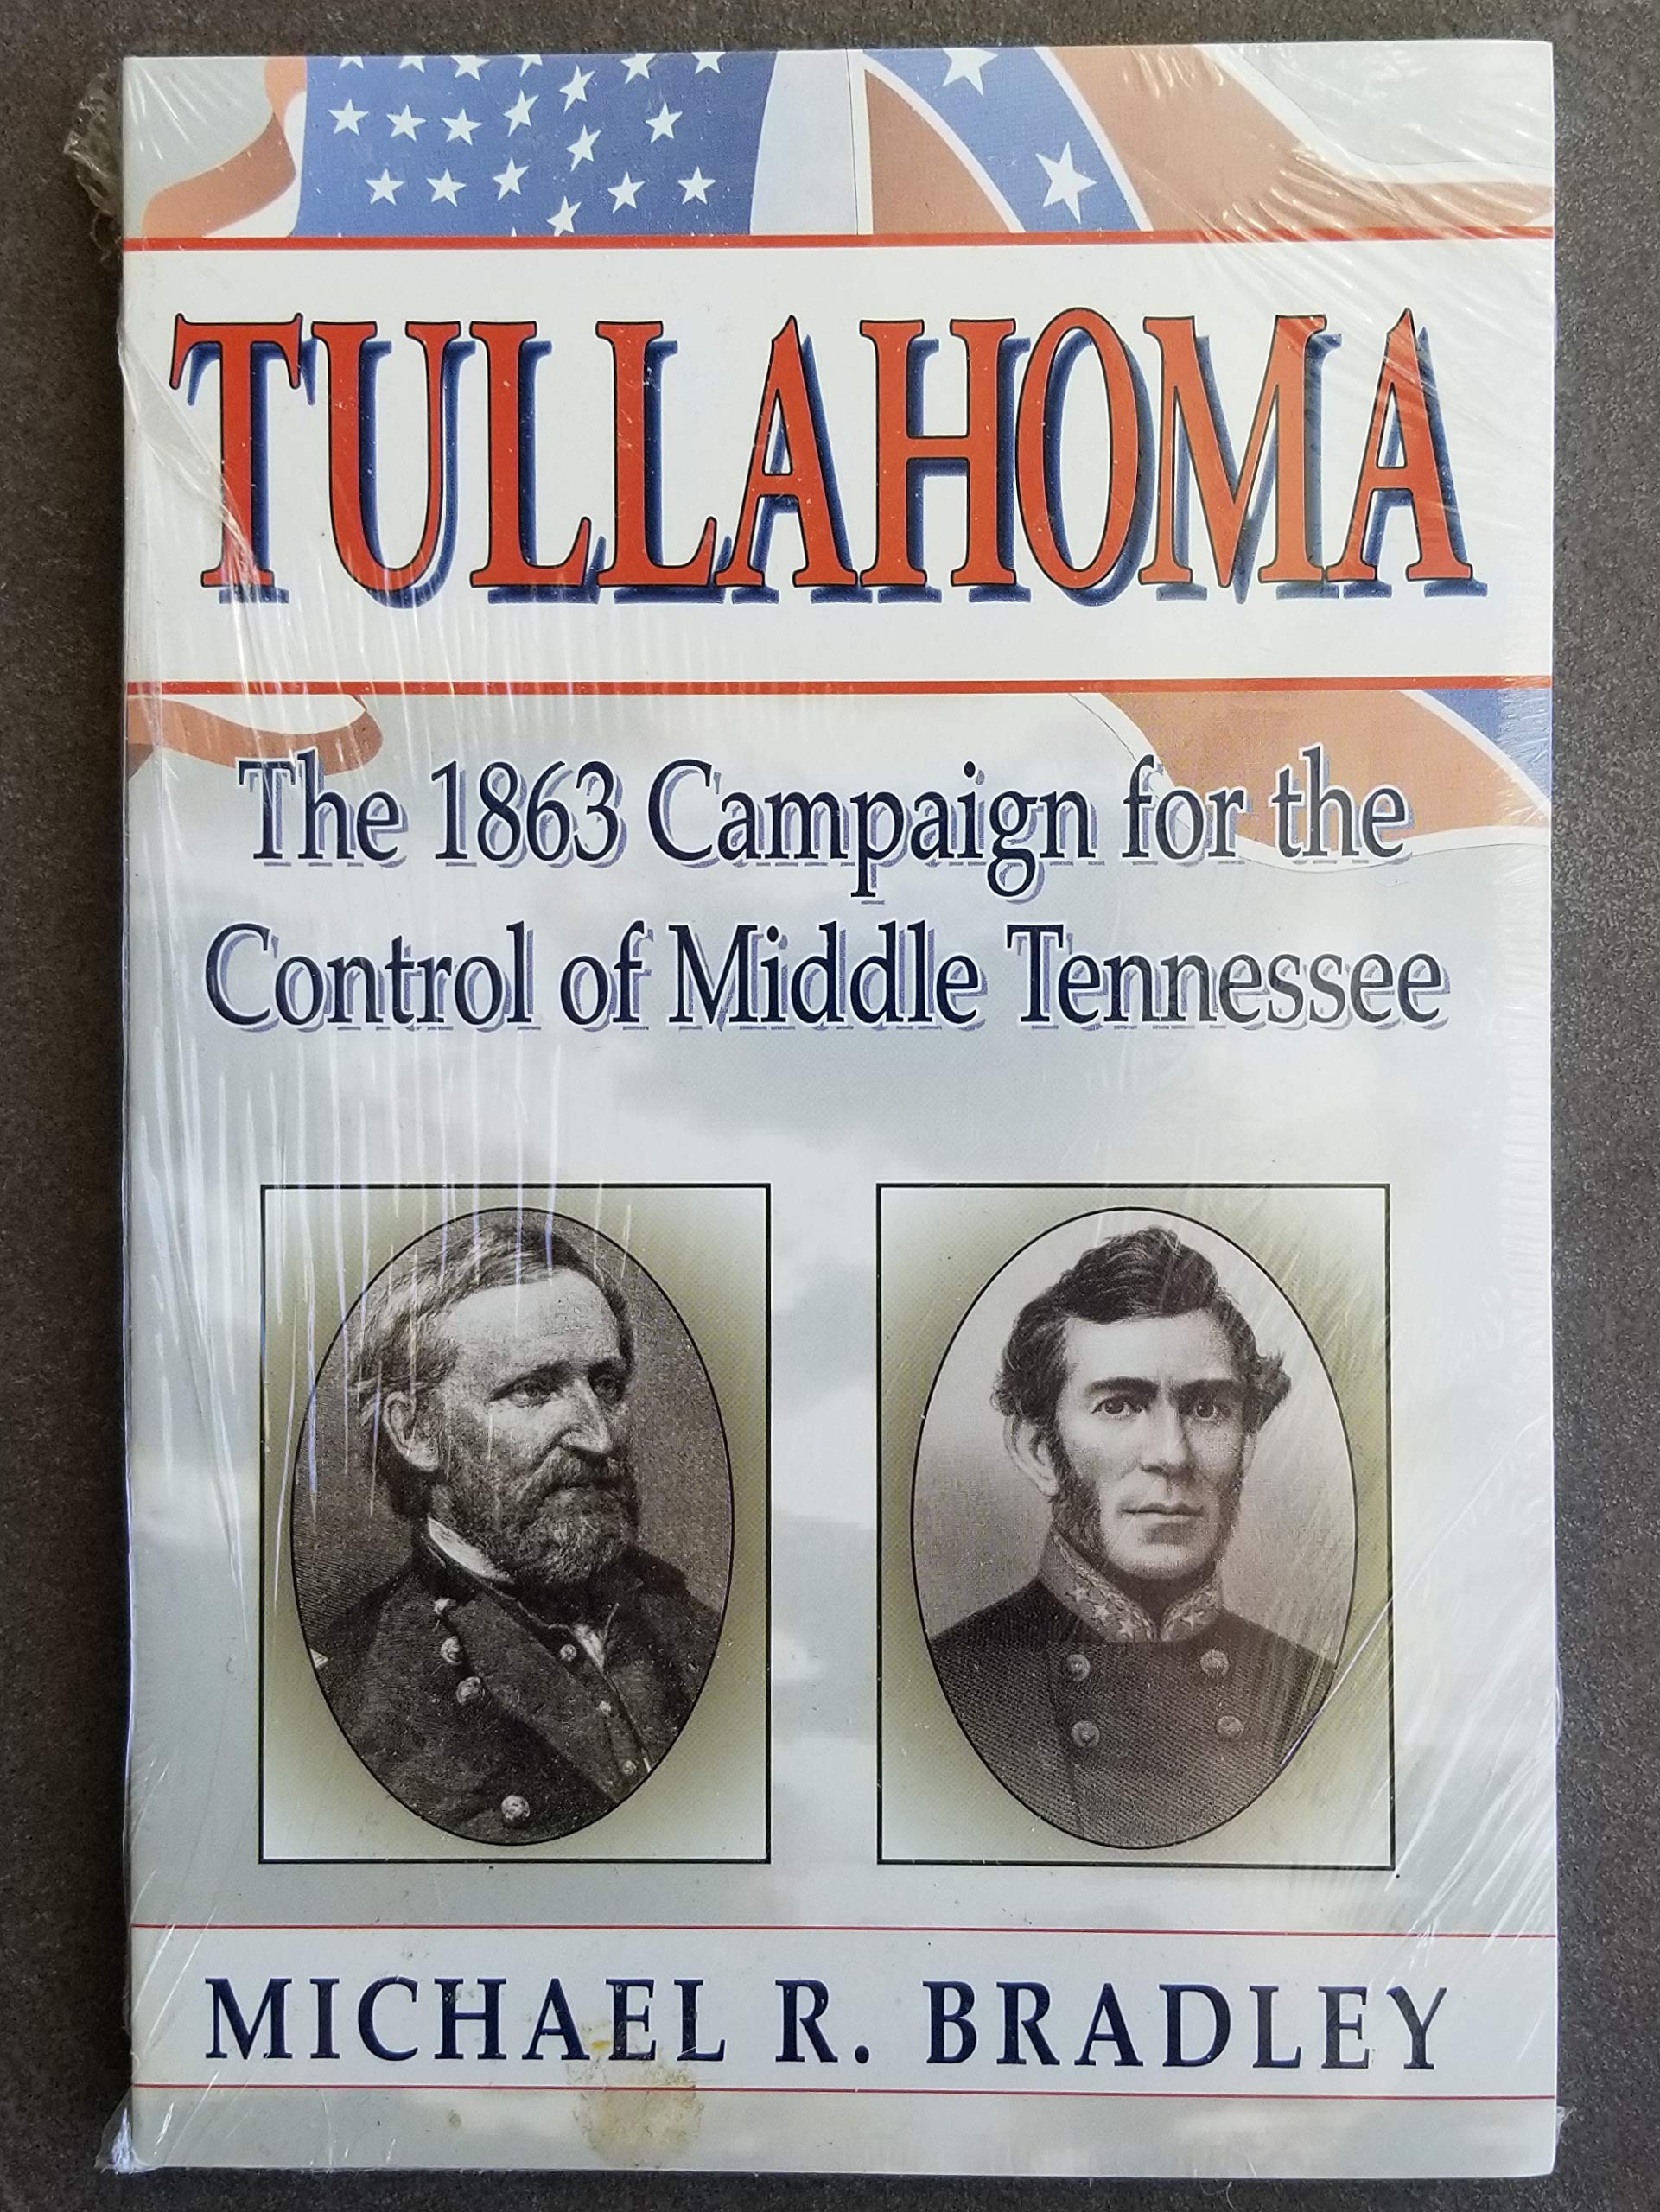 TULLAHOMA
The 1863 Campaign for the
Control of Middle Tennessee
MICHAEL R. BRADLEY